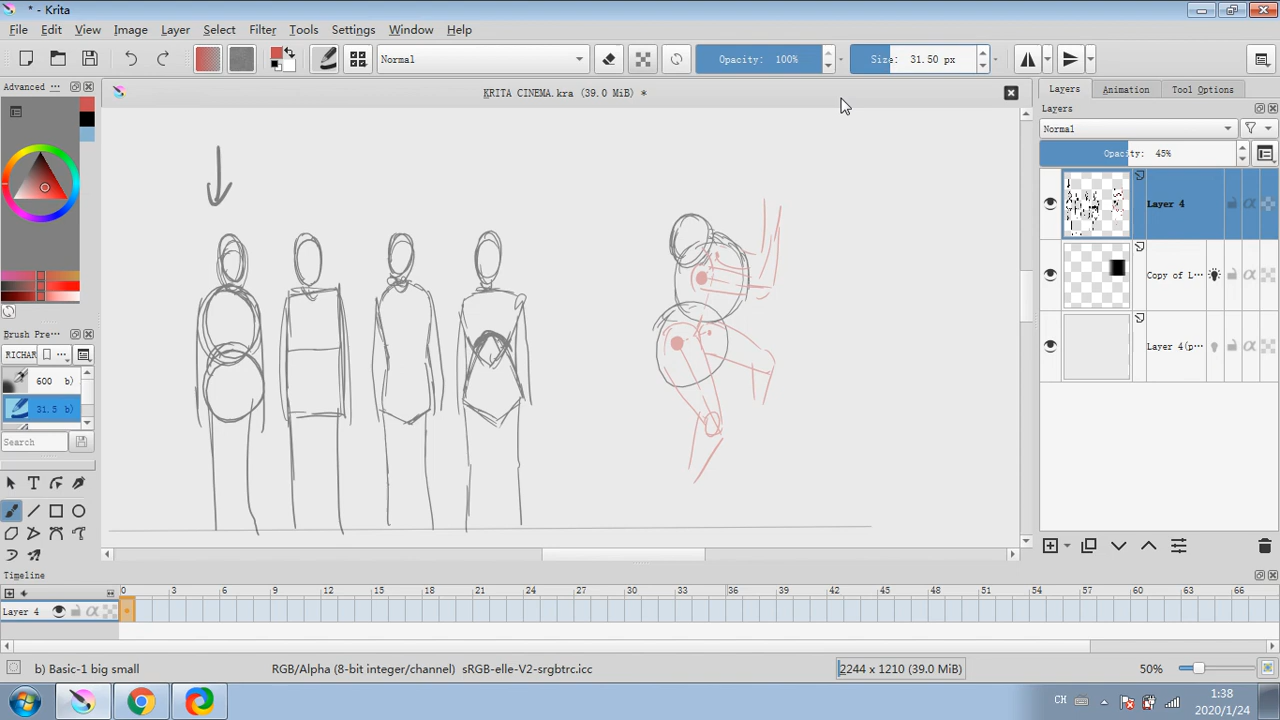 * - Krita
File Edit View Image Layer Select Filter Tools Settings Window Help
Normal Opacity: 100% Size: 31.50 px
Advanced ...
KRITA CINEMA.kra (39.0 MiB) *
Layers Animation Tool Options
Layers
Normal
Opacity: 45%
Layer 4
Copy of L...
Layer 4(p...
Brush Pre...
RICHAR
600 b)
31.5 b)
Search
Timeline
0 3 6 9 12 15 18 21 24 27 30 33 36 39 42 45 48 51 54 57 60 63 66
Layer 4
b) Basic-1 big small RGB/Alpha (8-bit integer/channel) sRGB-elle-V2-srgbtrc.icc 2244 x 1210 (39.0 MiB) 50%
CH 1:38
2020/1/24